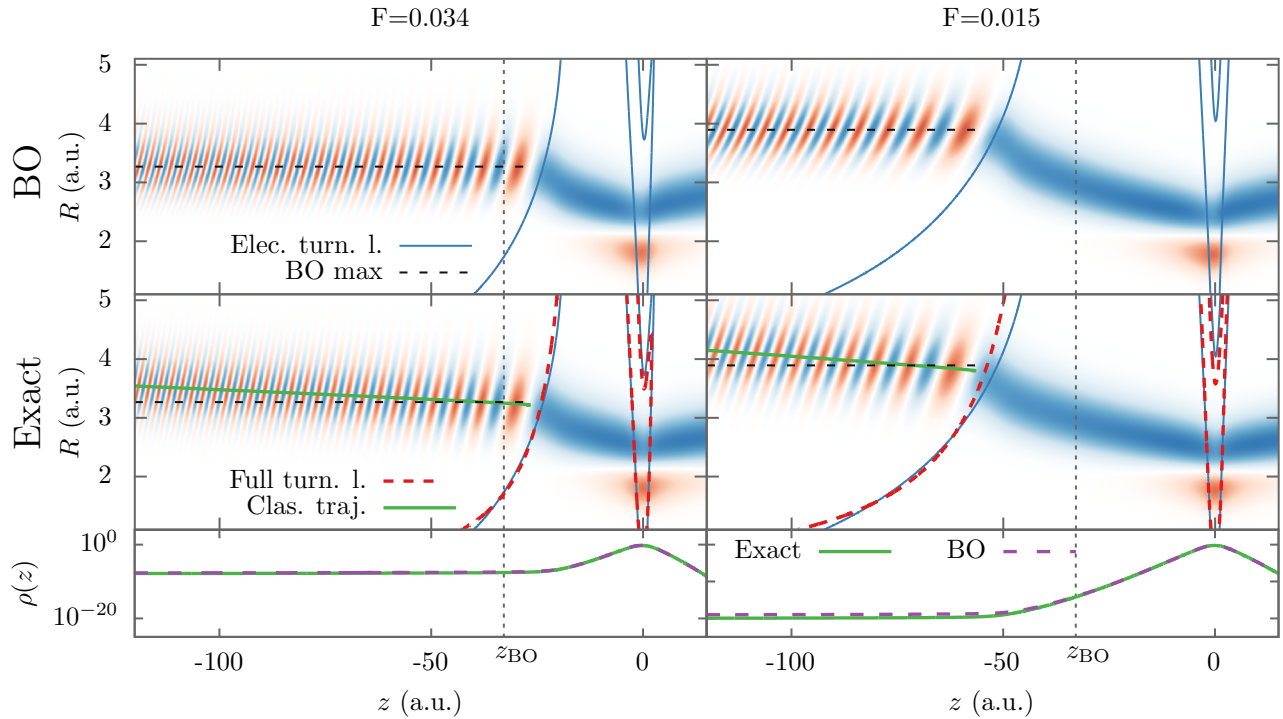 F=0.034 F=0.015
BO
R (a.u.)
5
4
3
2
Elec. turn. l.
BO max
Exact
R (a.u.)
5
4
3
2
Full turn. l.
Clas. traj.
ρ(z)
10^0
10^-20
Exact BO
-100 -50 z_BO 0 -100 -50 z_BO 0
z (a.u.) z (a.u.)